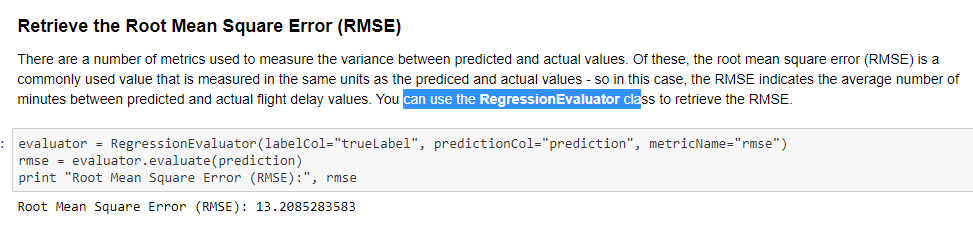 Retrieve the Root Mean Square Error (RMSE)
There are a number of metrics used to measure the variance between predicted and actual values. Of these, the root mean square error (RMSE) is a
commonly used value that is measured in the same units as the prediced and actual values - so in this case, the RMSE indicates the average number of
minutes between predicted and actual flight delay values. You can use the RegressionEvaluator class to retrieve the RMSE.
: evaluator = RegressionEvaluator(labelCol="trueLabel", predictionCol="prediction", metricName="rmse")
rmse = evaluator.evaluate(prediction)
print "Root Mean Square Error (RMSE):", rmse
Root Mean Square Error (RMSE): 13.2085283583